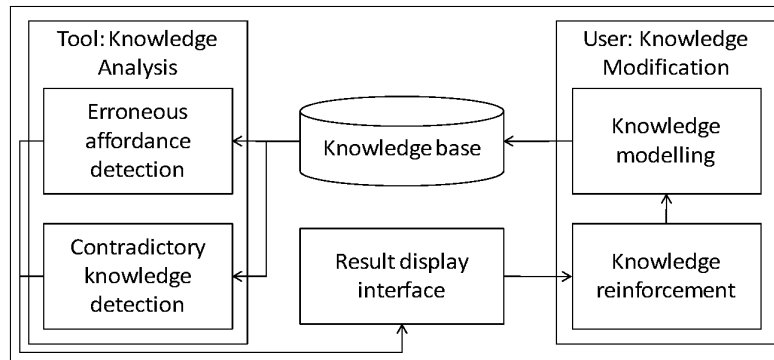 Tool: Knowledge
Analysis
Erroneous
affordance
detection
Contradictory
knowledge
detection
Knowledge base
Result display
interface
User: Knowledge
Modification
Knowledge
modelling
Knowledge
reinforcement